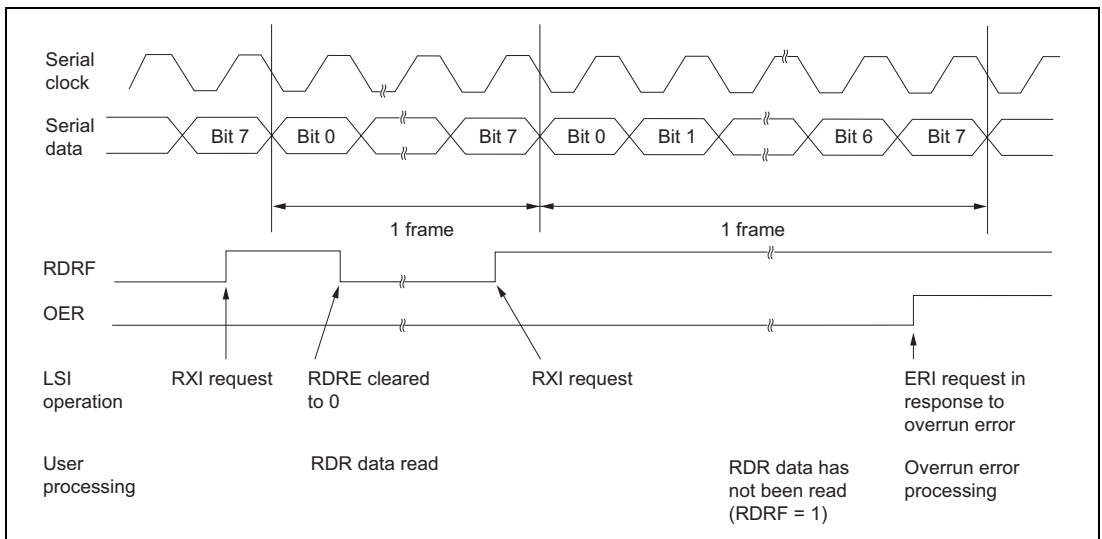 Serial
clock
Serial
data
Bit 7
Bit 0
Bit 7
Bit 0
Bit 1
Bit 6
Bit 7
1 frame
1 frame
RDRF
OER
LSI
operation
RXI request
RDRE cleared
to 0
RXI request
ERI request in
response to
overrun error
User
processing
RDR data read
RDR data has
not been read
(RDRF = 1)
Overrun error
processing